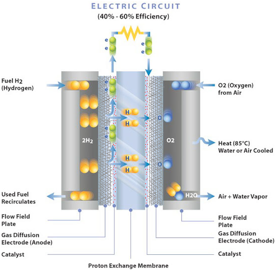 ELECTRIC CIRCUIT
(40% - 60% Efficiency)
Fuel H2
(Hydrogen)
O2 (Oxygen)
from Air
2H2
H
H
O2
O
Heat (85°C)
Water or Air Cooled
H
H
O
Used Fuel
Recirculates
H2O
Air + Water Vapor
Flow Field
Plate
Flow Field
Plate
Gas Diffusion
Electrode (Anode)
Gas Diffusion
Electrode (Cathode)
Catalyst
Catalyst
Proton Exchange Membrane